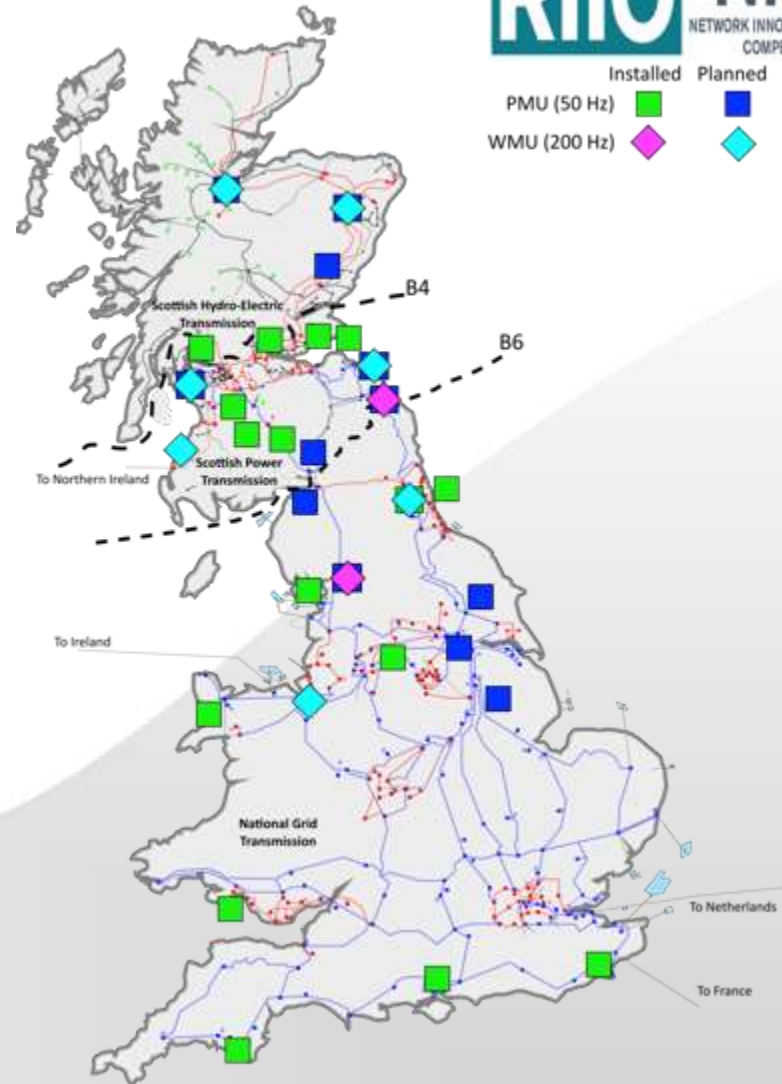 RIIO
NETWORK INNO
COMPE
Installed Planned
PMU (50 Hz)
WMU (200 Hz)
B4
Scottish Hydro-Electric
Transmission
B6
To Northern Ireland
Scottish Power
Transmission
To Ireland
National Grid
Transmission
To Netherlands
To France